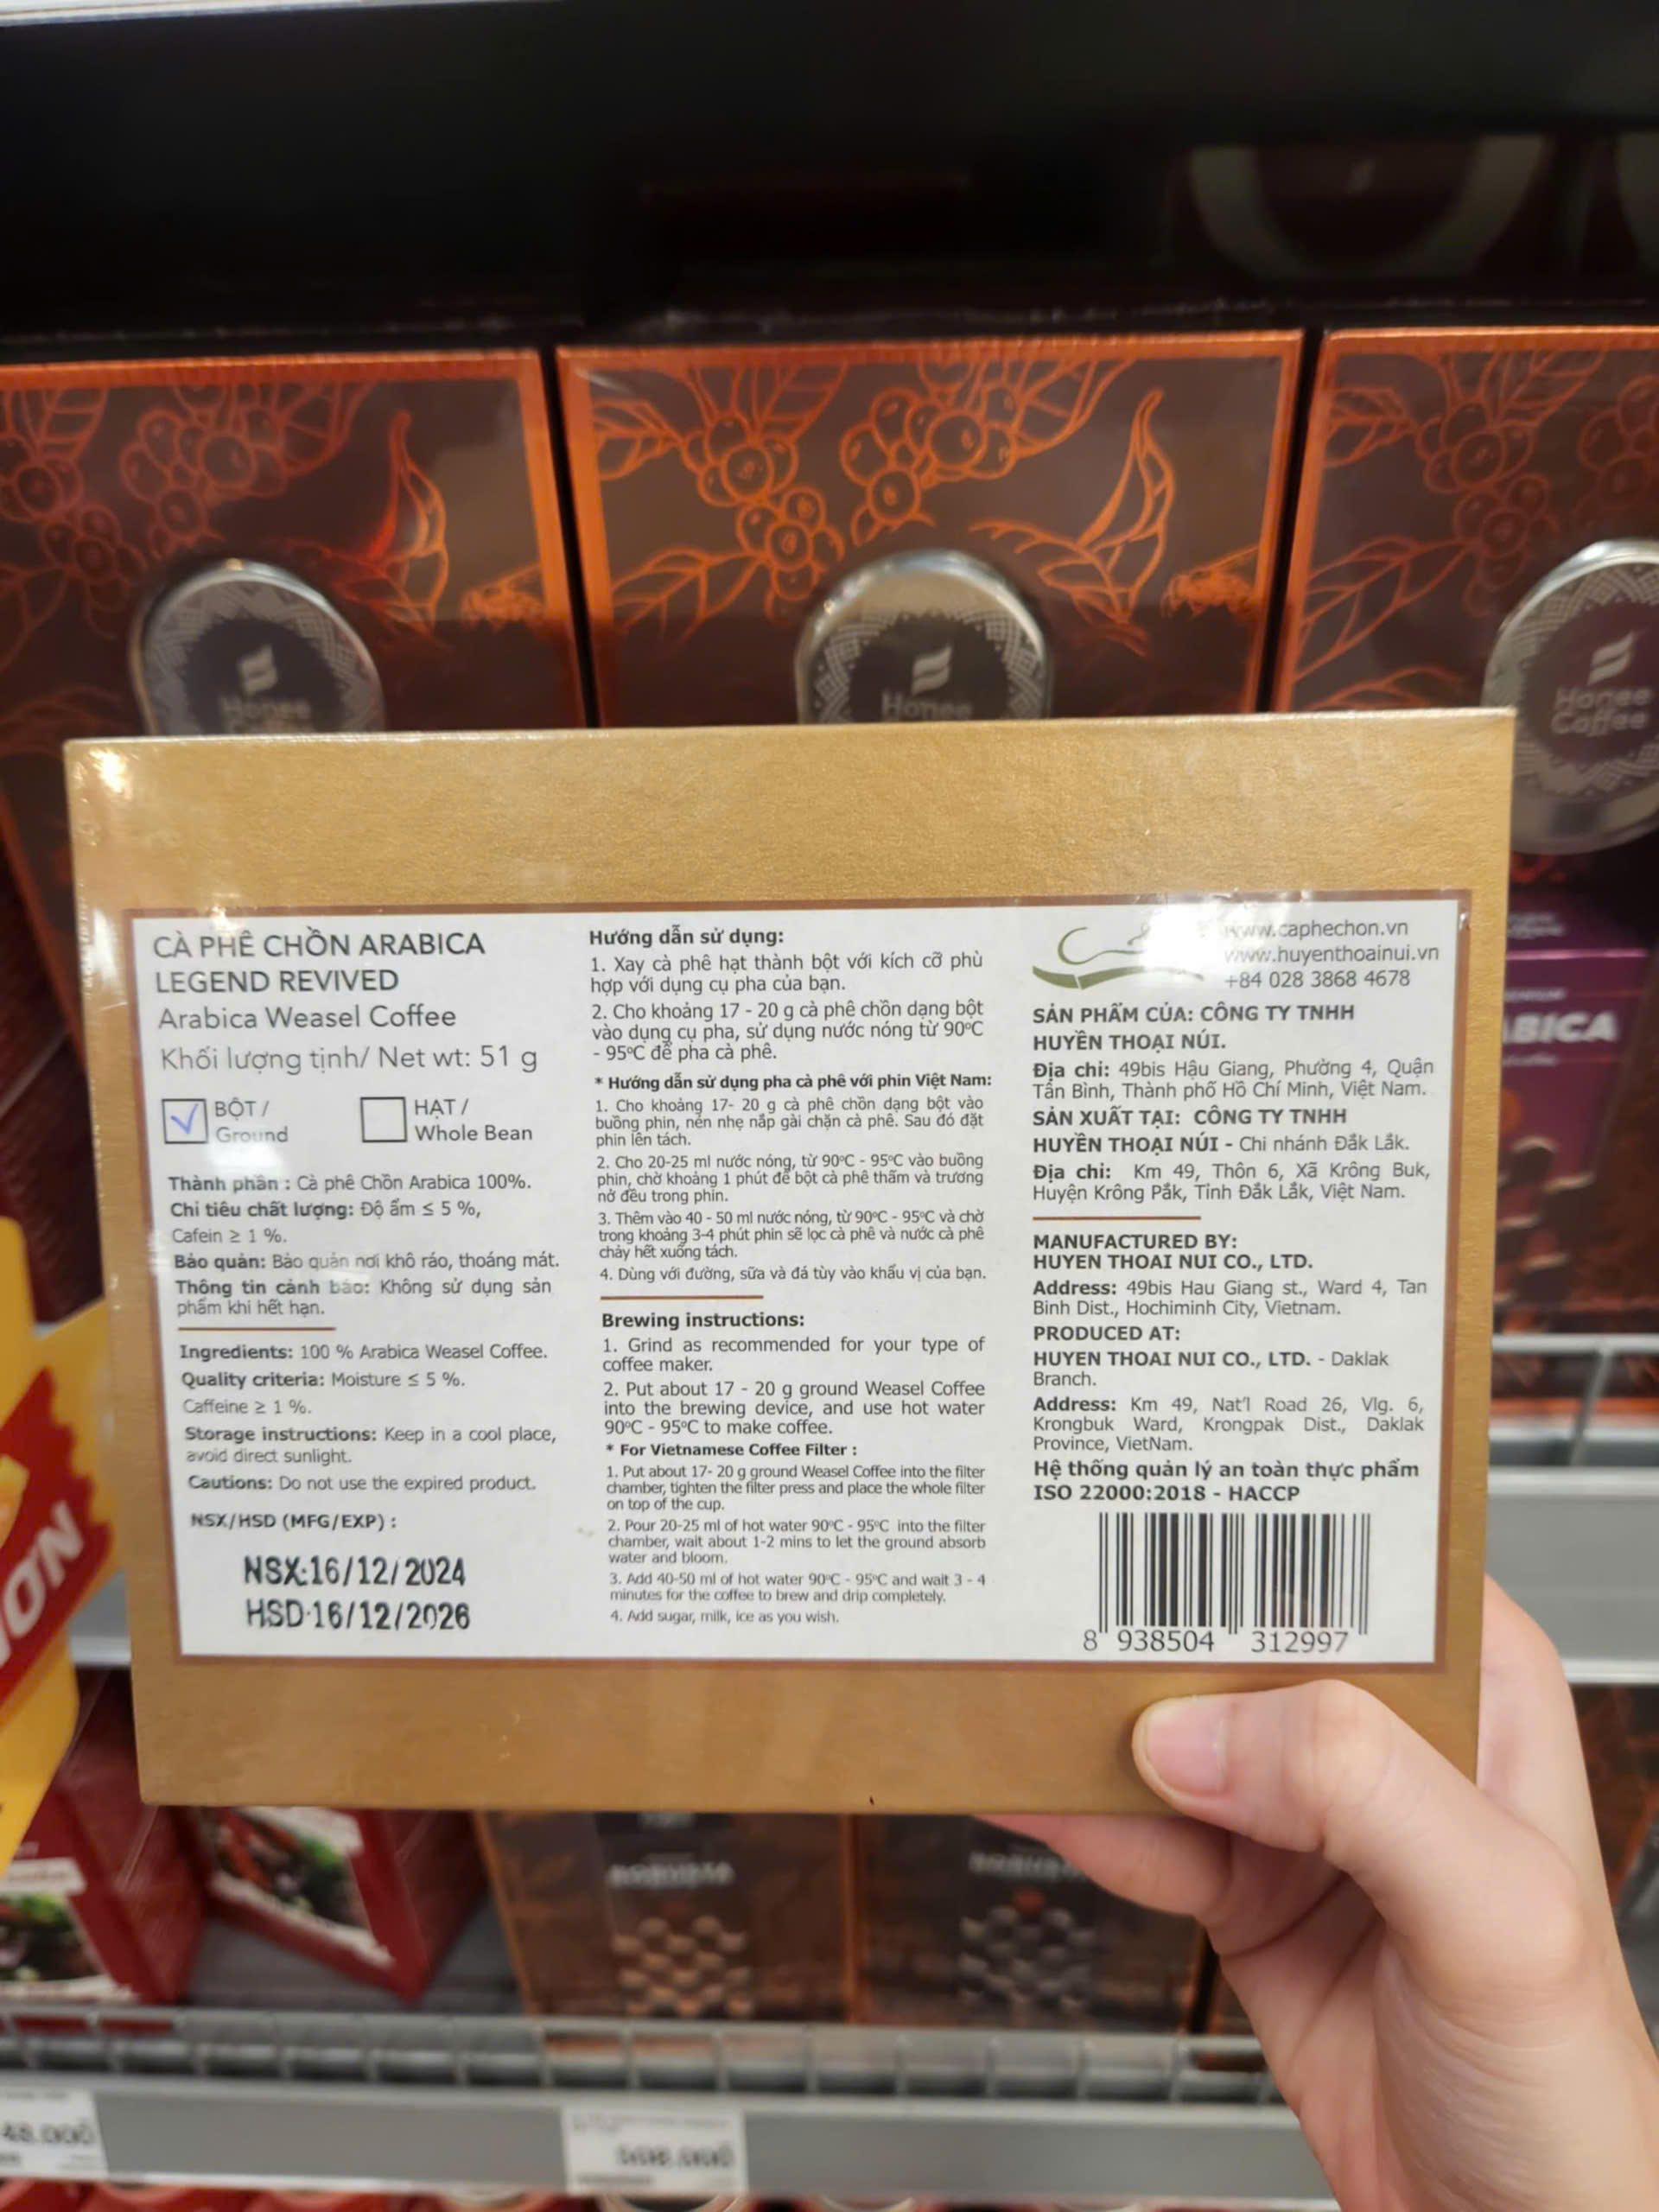 Honee
Honee
Honee
Coffee
CÀ PHÊ CHỒN ARABICA
LEGEND REVIVED
Arabica Weasel Coffee
Khối lượng tịnh/ Net wt: 51 g
BỘT /
Ground
HẠT /
Whole Bean
Thành phần : Cà phê Chồn Arabica 100%.
Chỉ tiêu chất lượng: Độ ẩm ≤ 5 %,
Cafein ≥ 1 %.
Bảo quản: Bảo quản nơi khô ráo, thoáng mát.
Thông tin cảnh báo: Không sử dụng sản
phẩm khi hết hạn.
Ingredients: 100 % Arabica Weasel Coffee.
Quality criteria: Moisture ≤ 5 %.
Caffeine ≥ 1 %.
Storage instructions: Keep in a cool place,
avoid direct sunlight.
Cautions: Do not use the expired product.
NSX/HSD (MFG/EXP) :
NSX:16/12/2024
HSD:16/12/2026
Hướng dẫn sử dụng:
1. Xay cà phê hạt thành bột với kích cỡ phù
hợp với dụng cụ pha của bạn.
2. Cho khoảng 17 - 20 g cà phê chồn dạng bột
vào dụng cụ pha, sử dụng nước nóng từ 90ºC
- 95ºC để pha cà phê.
* Hướng dẫn sử dụng pha cà phê với phin Việt Nam:
1. Cho khoảng 17- 20 g cà phê chồn dạng bột vào
buồng phin, nén nhẹ nắp gài chặn cà phê. Sau đó đặt
phin lên tách.
2. Cho 20-25 ml nước nóng, từ 90ºC - 95ºC vào buồng
phin, chờ khoảng 1 phút để bột cà phê thấm và trương
nở đều trong phin.
3. Thêm vào 40 - 50 ml nước nóng, từ 90ºC - 95ºC và chờ
trong khoảng 3-4 phút phin sẽ lọc cà phê và nước cà phê
chảy hết xuống tách.
4. Dùng với đường, sữa và đá tùy vào khẩu vị của bạn.
Brewing instructions:
1. Grind as recommended for your type of
coffee maker.
2. Put about 17 - 20 g ground Weasel Coffee
into the brewing device, and use hot water
90ºC - 95ºC to make coffee.
* For Vietnamese Coffee Filter :
1. Put about 17- 20 g ground Weasel Coffee into the filter
chamber, tighten the filter press and place the whole filter
on top of the cup.
2. Pour 20-25 ml of hot water 90ºC - 95ºC into the filter
chamber, wait about 1-2 mins to let the ground absorb
water and bloom.
3. Add 40-50 ml of hot water 90ºC - 95ºC and wait 3 - 4
minutes for the coffee to brew and drip completely.
4. Add sugar, milk, ice as you wish.
www.caphechon.vn
www.huyenthoainui.vn
+84 028 3868 4678
SẢN PHẨM CỦA: CÔNG TY TNHH
HUYỀN THOẠI NÚI.
Địa chỉ: 49bis Hậu Giang, Phường 4, Quận
Tân Bình, Thành phố Hồ Chí Minh, Việt Nam.
SẢN XUẤT TẠI: CÔNG TY TNHH
HUYỀN THOẠI NÚI - Chi nhánh Đắk Lắk.
Địa chỉ: Km 49, Thôn 6, Xã Krông Buk,
Huyện Krông Pắk, Tỉnh Đắk Lắk, Việt Nam.
MANUFACTURED BY:
HUYEN THOAI NUI CO., LTD.
Address: 49bis Hau Giang st., Ward 4, Tan
Binh Dist., Hochiminh City, Vietnam.
PRODUCED AT:
HUYEN THOAI NUI CO., LTD. - Daklak
Branch.
Address: Km 49, Nat'l Road 26, Vlg. 6,
Krongbuk Ward, Krongpak Dist., Daklak
Province, VietNam.
Hệ thống quản lý an toàn thực phẩm
ISO 22000:2018 - HACCP
8 938504 312997
ABICA
ION
ROBUSTA